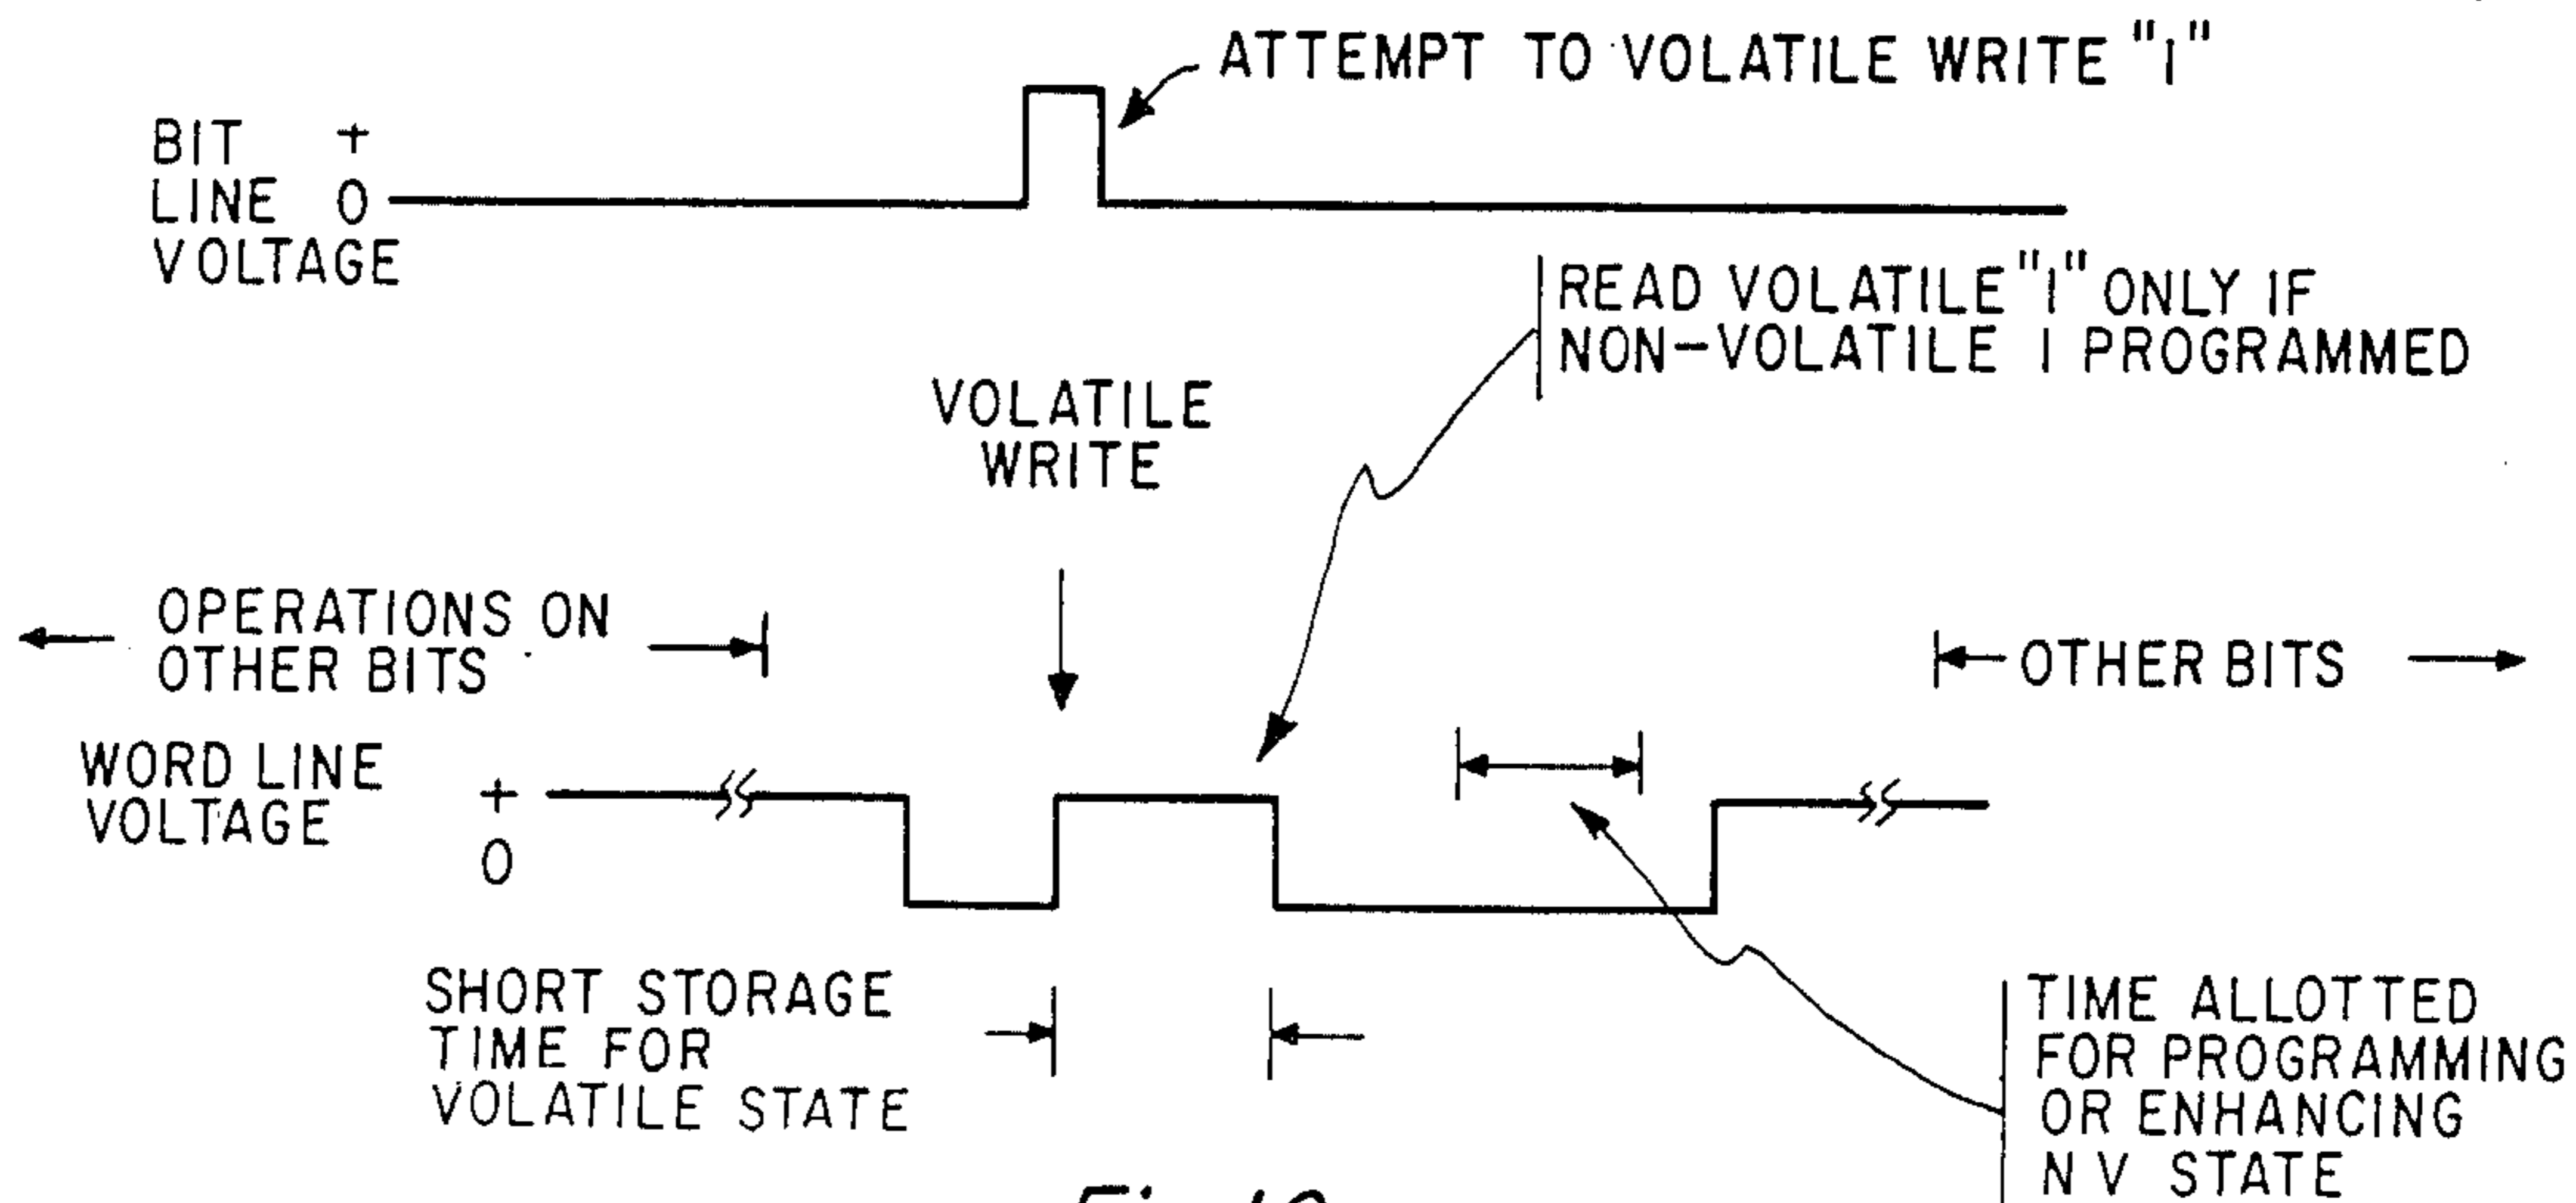 ATTEMPT TO VOLATILE WRITE "1"
BIT +
LINE 0
VOLTAGE
READ VOLATILE "1" ONLY IF
NON-VOLATILE 1 PROGRAMMED
VOLATILE
WRITE
OPERATIONS ON
OTHER BITS
OTHER BITS
WORD LINE
VOLTAGE
+
0
SHORT STORAGE
TIME FOR
VOLATILE STATE
TIME ALLOTTED
FOR PROGRAMMING
OR ENHANCING
NV STATE